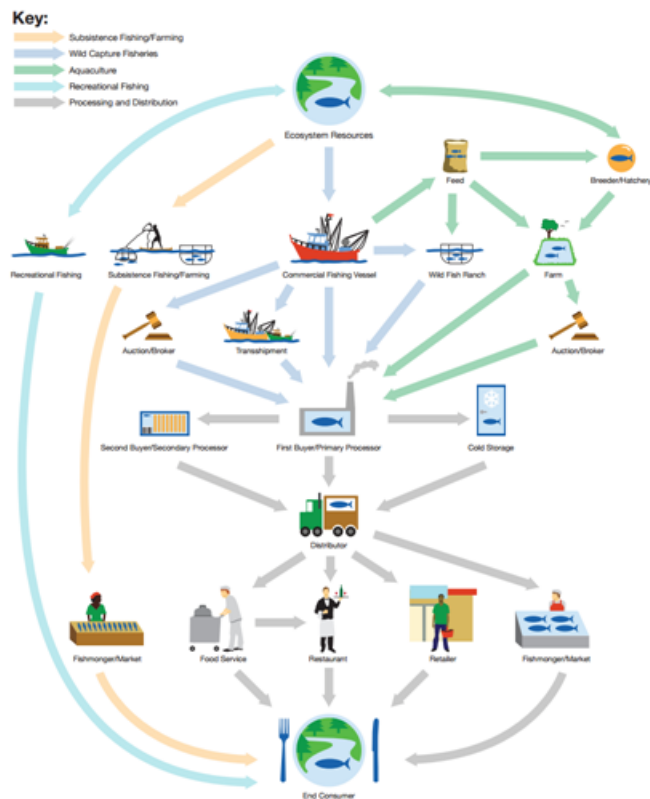 Key:
Subsistence Fishing/Farming
Wild Capture Fisheries
Aquaculture
Recreational Fishing
Processing and Distribution
Ecosystem Resources
Feed
Breeder/Hatchery
Recreational Fishing
Subsistence Fishing/Farming
Commercial Fishing Vessel
Wild Fish Ranch
Farm
Auction/Broker
Transshipment
Auction/Broker
Second Buyer/Secondary Processor
First Buyer/Primary Processor
Cold Storage
Distributor
Fishmonger/Market
Food Service
Restaurant
Retailer
Fishmonger/Market
End Consumer